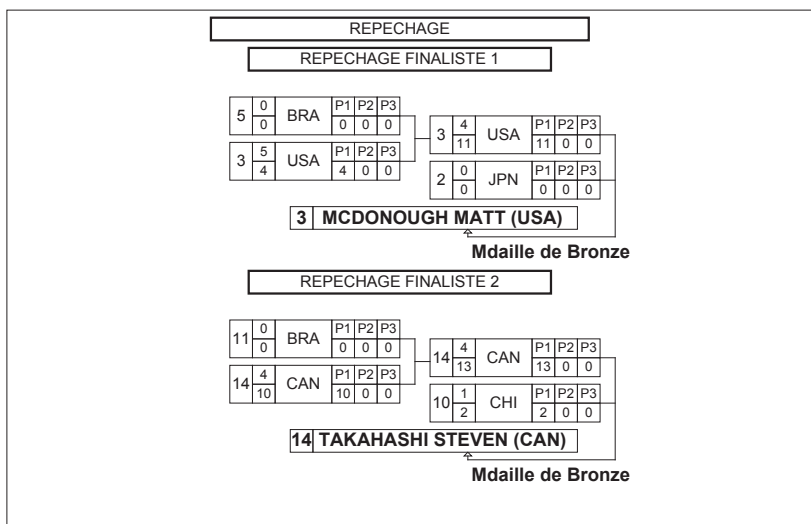 REPECHAGE
REPECHAGE FINALISTE 1
5 0 0 BRA P1 P2 P3 0 0 0
3 5 4 USA P1 P2 P3 4 0 0
3 4 11 USA P1 P2 P3 11 0 0
2 0 0 JPN P1 P2 P3 0 0 0
3 MCDONOUGH MATT (USA)
Mdaille de Bronze
REPECHAGE FINALISTE 2
11 0 0 BRA P1 P2 P3 0 0 0
14 4 10 CAN P1 P2 P3 10 0 0
14 4 13 CAN P1 P2 P3 13 0 0
10 1 2 CHI P1 P2 P3 2 0 0
14 TAKAHASHI STEVEN (CAN)
Mdaille de Bronze